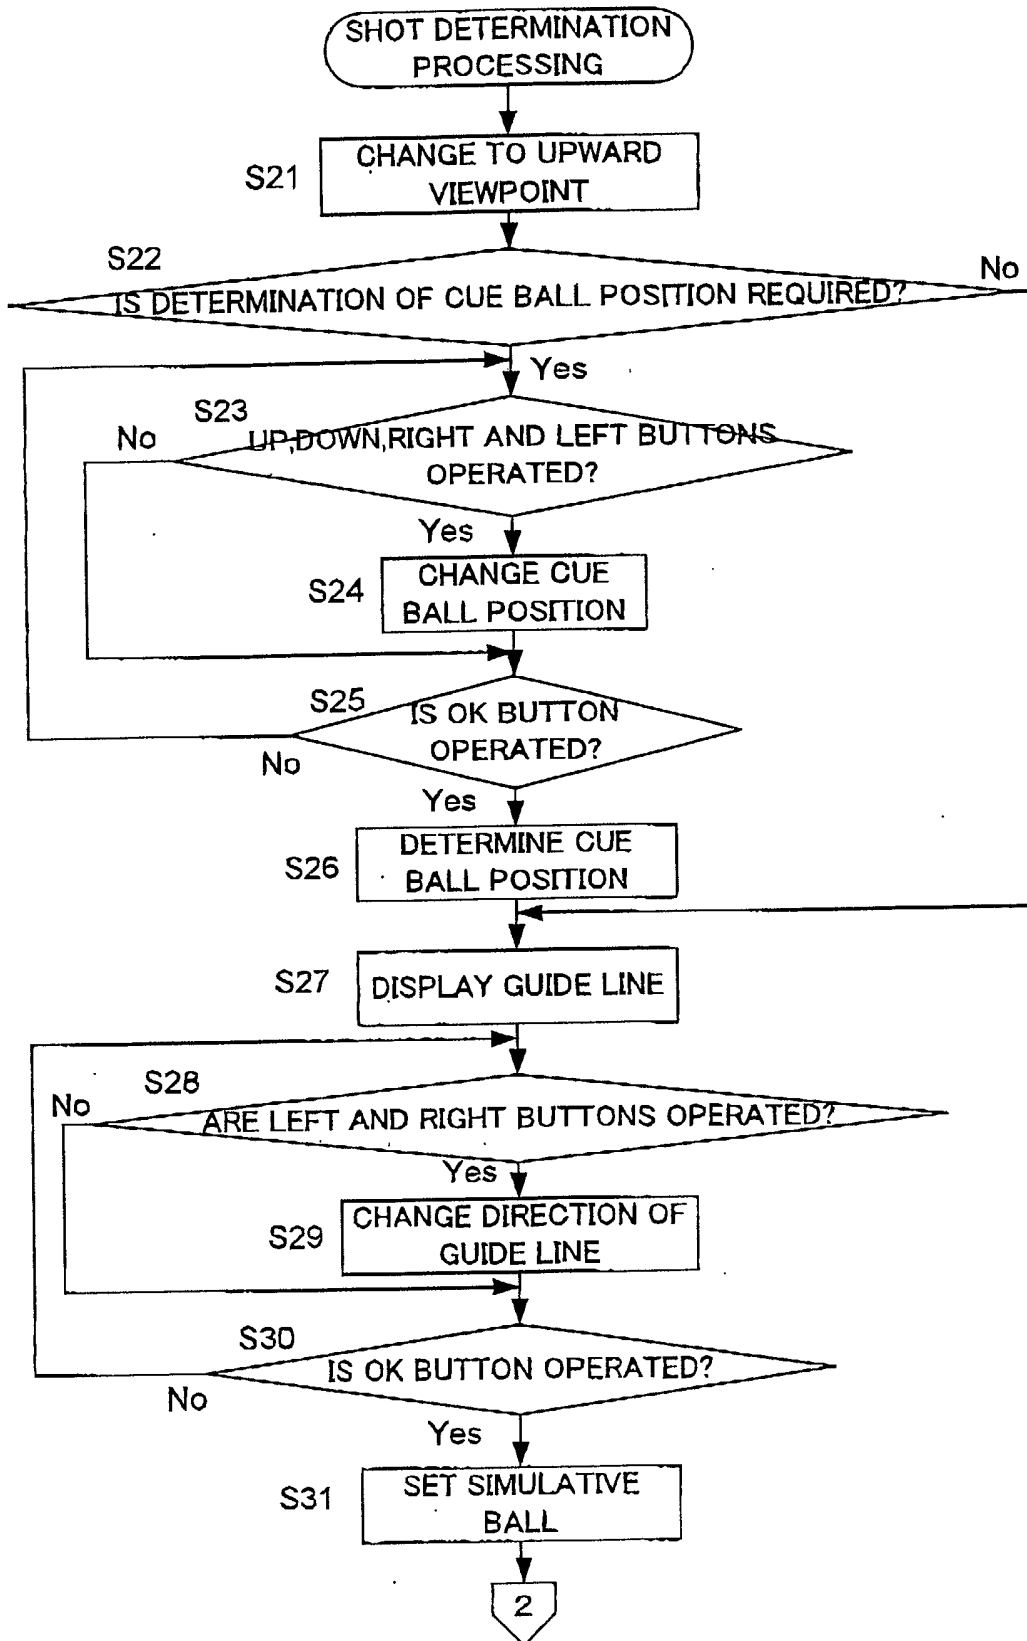 SHOT DETERMINATION
PROCESSING
S21
CHANGE TO UPWARD
VIEWPOINT
S22
No
IS DETERMINATION OF CUE BALL POSITION REQUIRED?
Yes
S23
No
UP,DOWN,RIGHT AND LEFT BUTTONS
OPERATED?
Yes
S24
CHANGE CUE
BALL POSITION
S25
IS OK BUTTON
OPERATED?
No
Yes
S26
DETERMINE CUE
BALL POSITION
S27
DISPLAY GUIDE LINE
S28
No
ARE LEFT AND RIGHT BUTTONS OPERATED?
Yes
S29
CHANGE DIRECTION OF
GUIDE LINE
S30
IS OK BUTTON OPERATED?
No
Yes
S31
SET SIMULATIVE
BALL
2